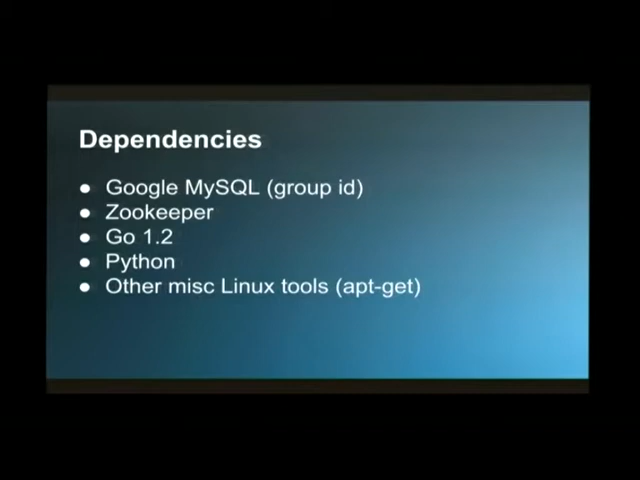 Dependencies
● Google MySQL (group id)
● Zookeeper
● Go 1.2
● Python
● Other misc Linux tools (apt-get)